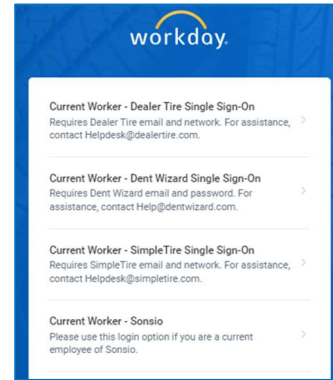 workday.
Current Worker - Dealer Tire Single Sign-On
Requires Dealer Tire email and network. For assistance,
contact Helpdesk@dealertire.com.
Current Worker - Dent Wizard Single Sign-On
Requires Dent Wizard email and password. For
assistance, contact Help@dentwizard.com.
Current Worker - SimpleTire Single Sign-On
Requires SimpleTire email and network. For assistance,
contact Helpdesk@simpletire.com.
Current Worker - Sonsio
Please use this login option if you are a current
employee of Sonsio.